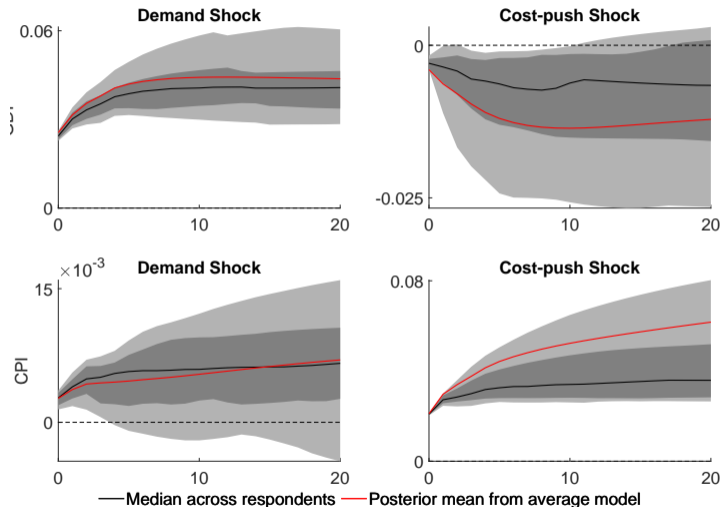 Demand Shock
Cost-push Shock
0.06
0
0
-0.025
0 10 20
0 10 20
×10⁻³
Demand Shock
Cost-push Shock
15
0
CPI
0.08
0
0 10 20
0 10 20
Median across respondents
Posterior mean from average model